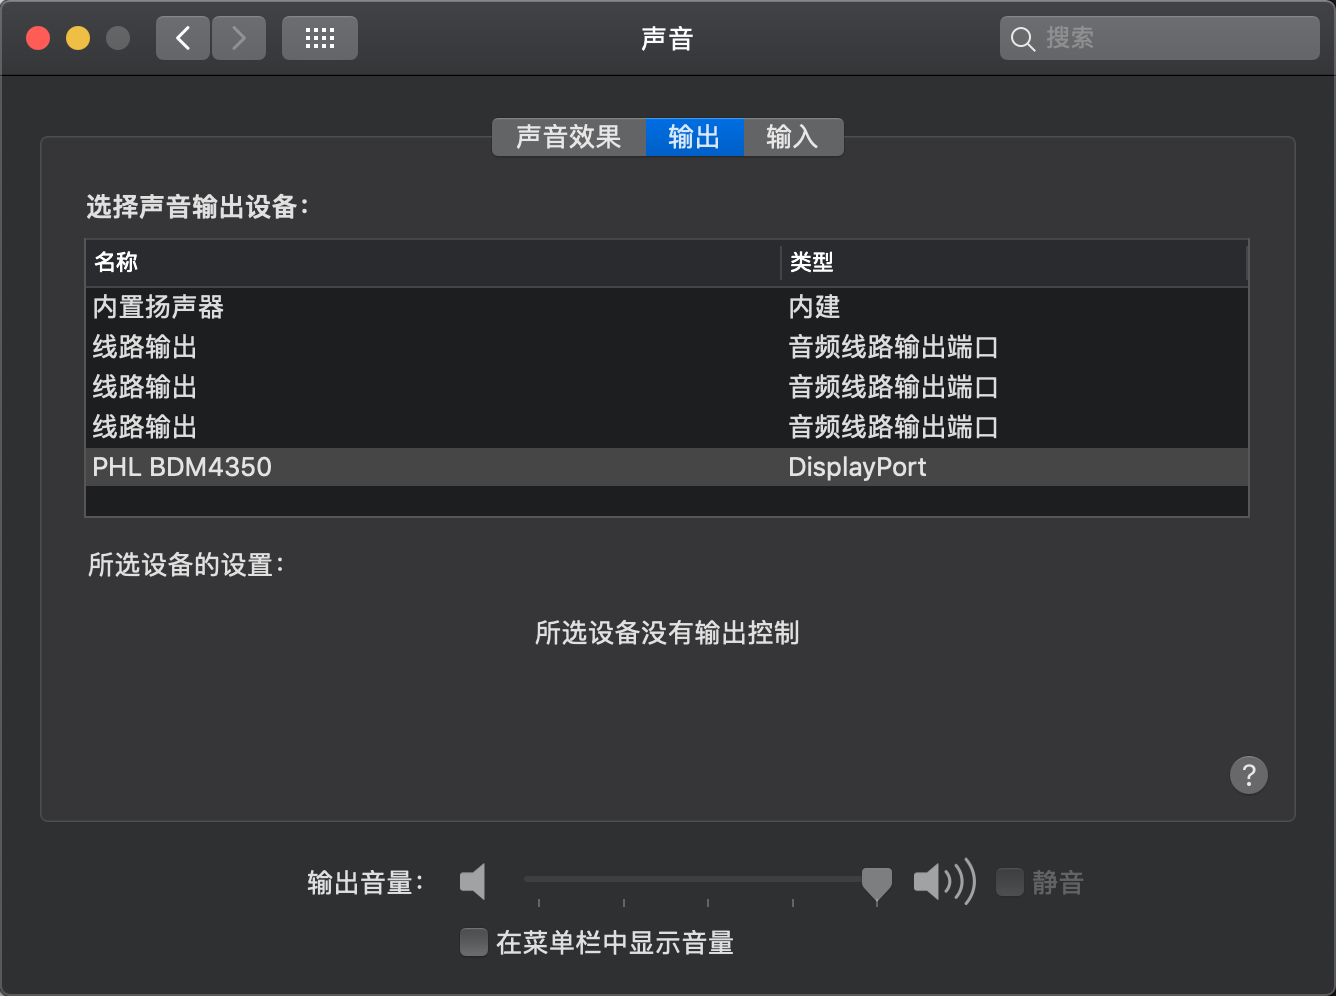 声音
搜索
声音效果 输出 输入
选择声音输出设备：
名称 类型
内置扬声器 内建
线路输出 音频线路输出端口
线路输出 音频线路输出端口
线路输出 音频线路输出端口
PHL BDM4350 DisplayPort
所选设备的设置：
所选设备没有输出控制
?
输出音量： 静音
在菜单栏中显示音量